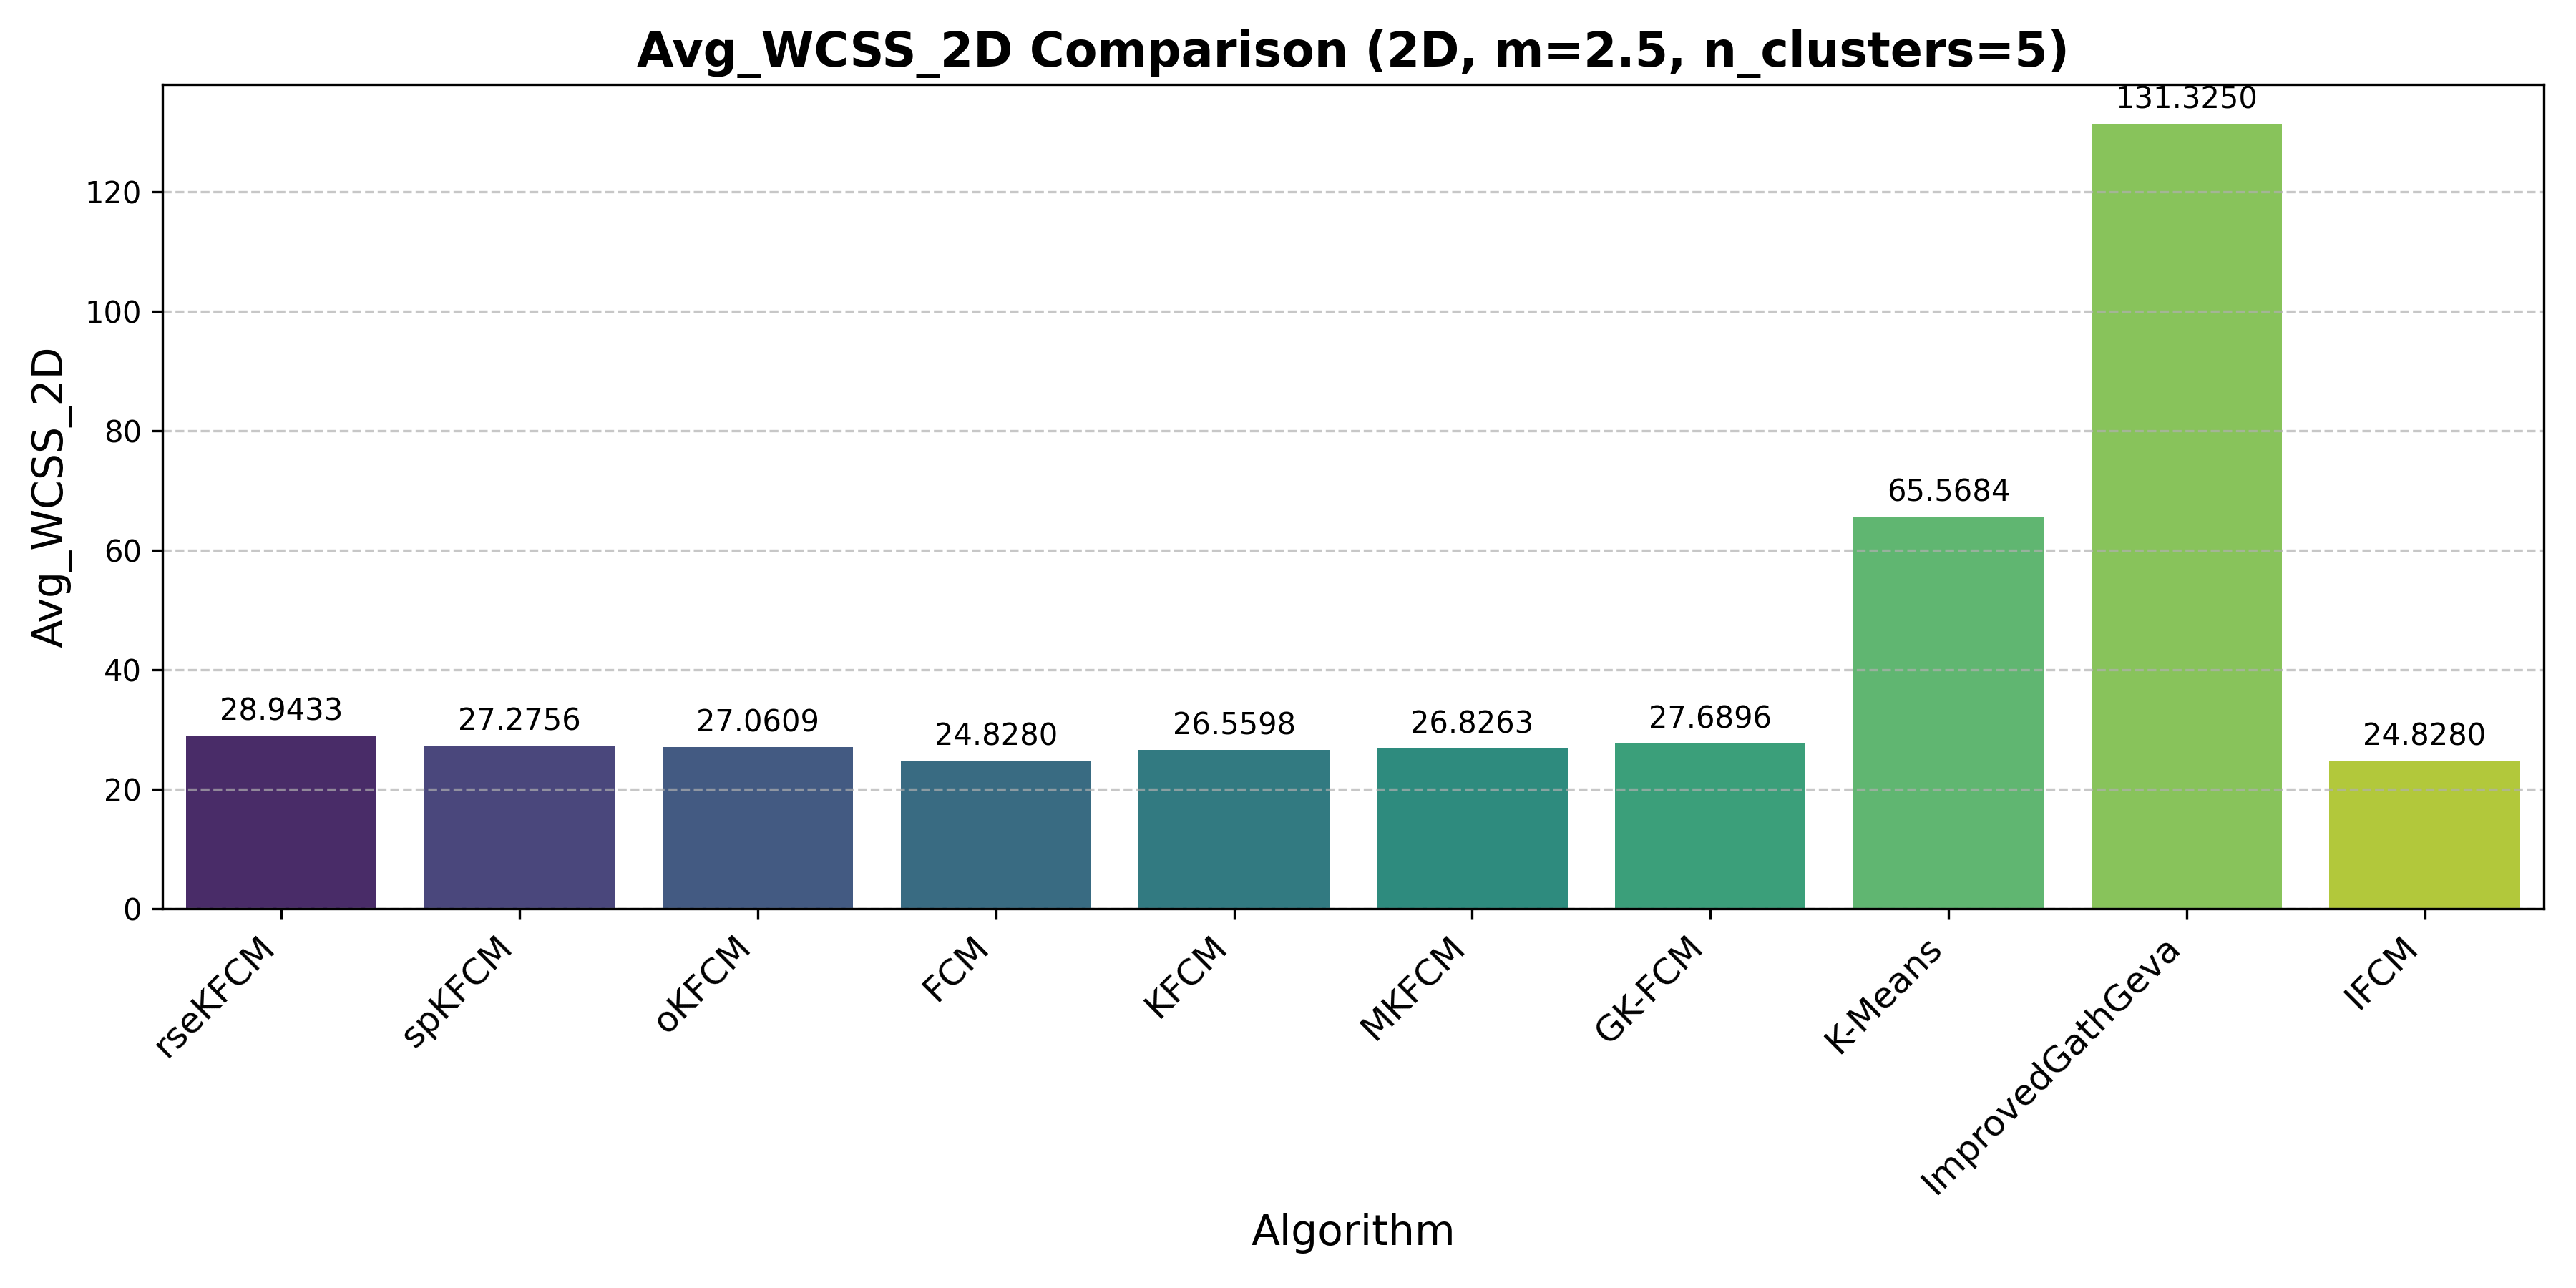 Avg_WCSS_2D Comparison (2D, m=2.5, n_clusters=5)
Avg_WCSS_2D
120
100
80
60
40
20
0
28.9433
27.2756
27.0609
24.8280
26.5598
26.8263
27.6896
65.5684
131.3250
24.8280
rseKFCM
spKFCM
oKFCM
FCM
KFCM
MKFCM
GK-FCM
K-Means
ImprovedGathGeva
IFCM
Algorithm